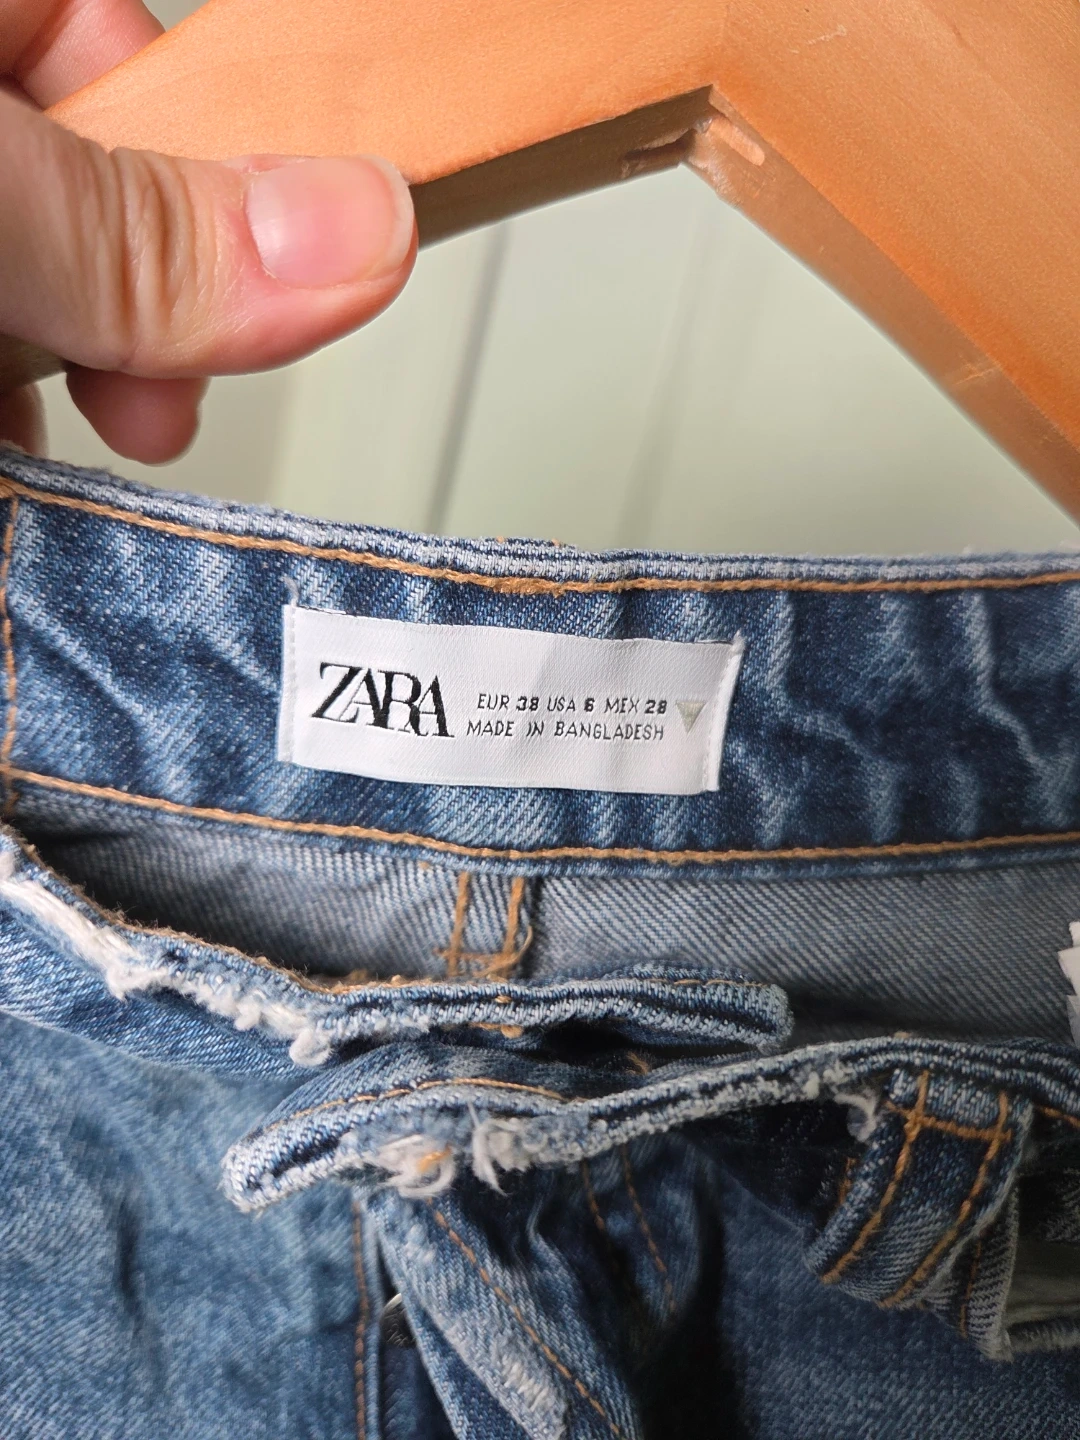 ZARA
EUR 38 USA 6 MEX 28
MADE IN BANGLADESH